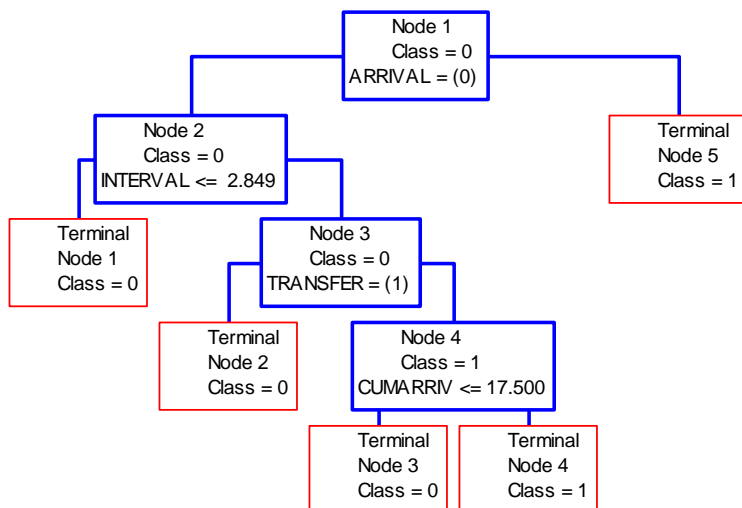 Node 1
Class = 0
ARRIVAL = (0)
Node 2
Class = 0
INTERVAL <= 2.849
Terminal
Node 5
Class = 1
Terminal
Node 1
Class = 0
Node 3
Class = 0
TRANSFER = (1)
Terminal
Node 2
Class = 0
Node 4
Class = 1
CUMARRIV <= 17.500
Terminal
Node 3
Class = 0
Terminal
Node 4
Class = 1